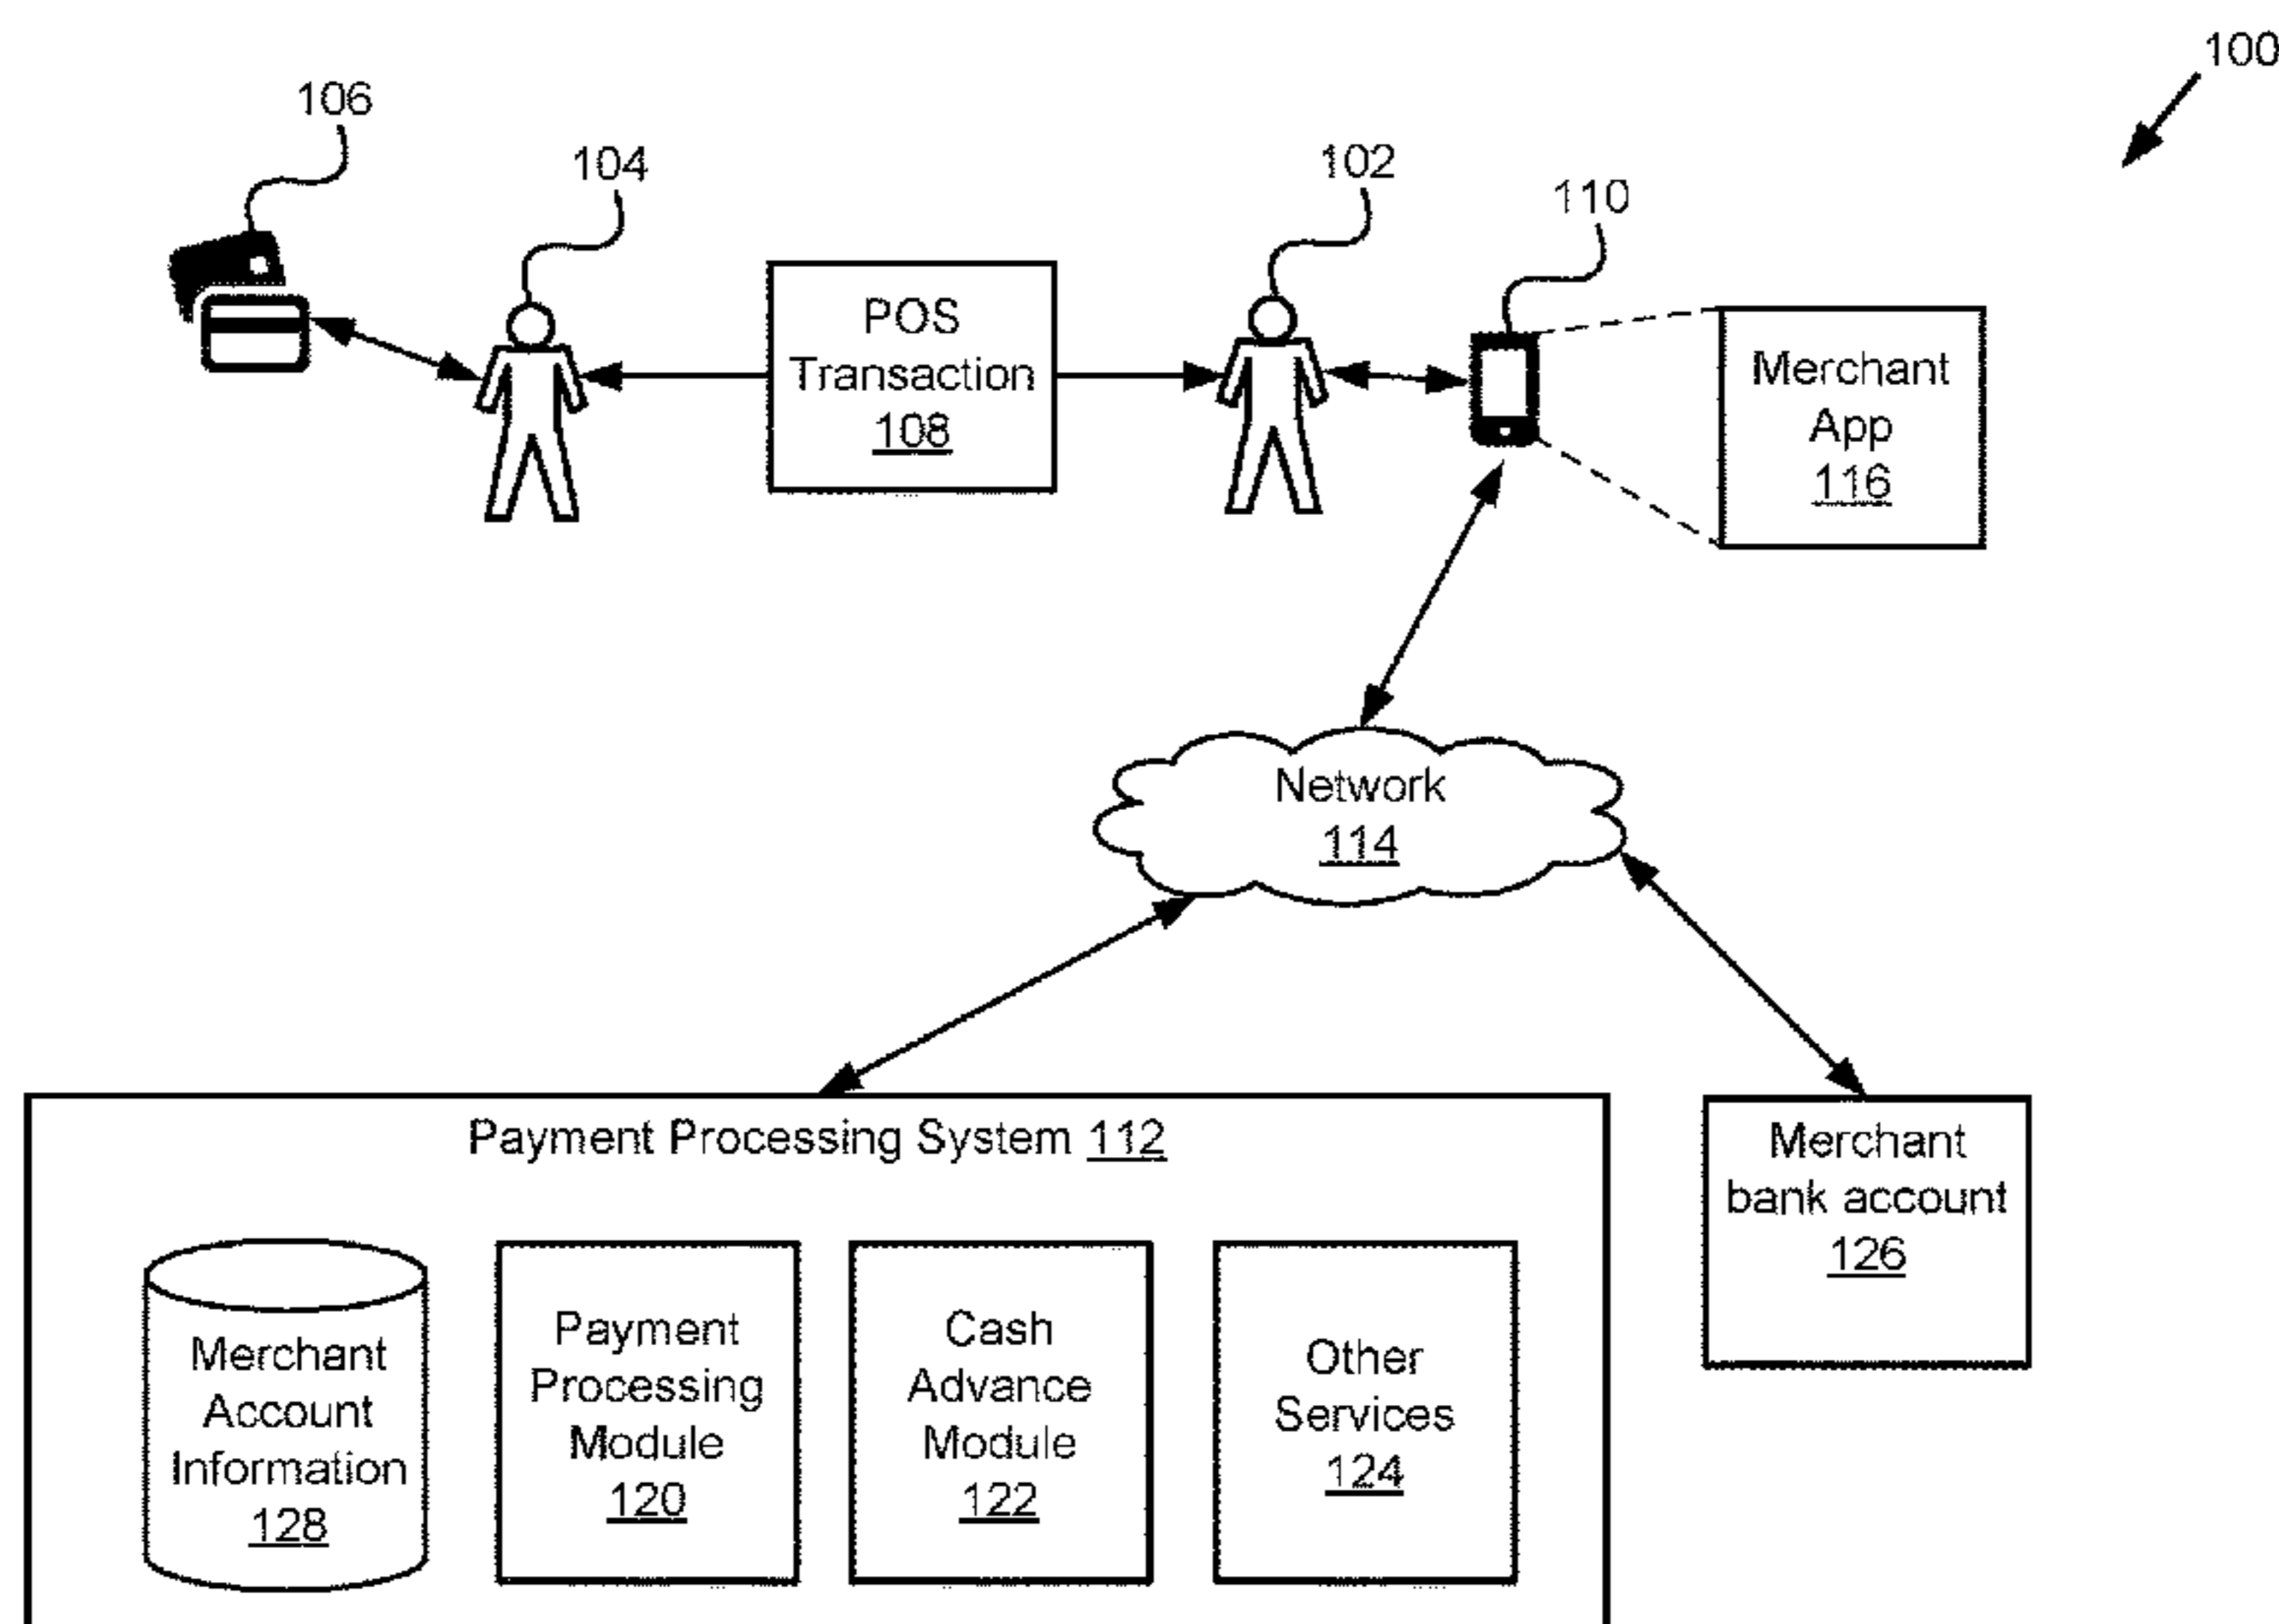 100
106
104
102
110
POS
Transaction
108
Merchant
App
116
Network
114
Payment Processing System 112
Merchant
bank account
126
Merchant
Account
Information
128
Payment
Processing
Module
120
Cash
Advance
Module
122
Other
Services
124